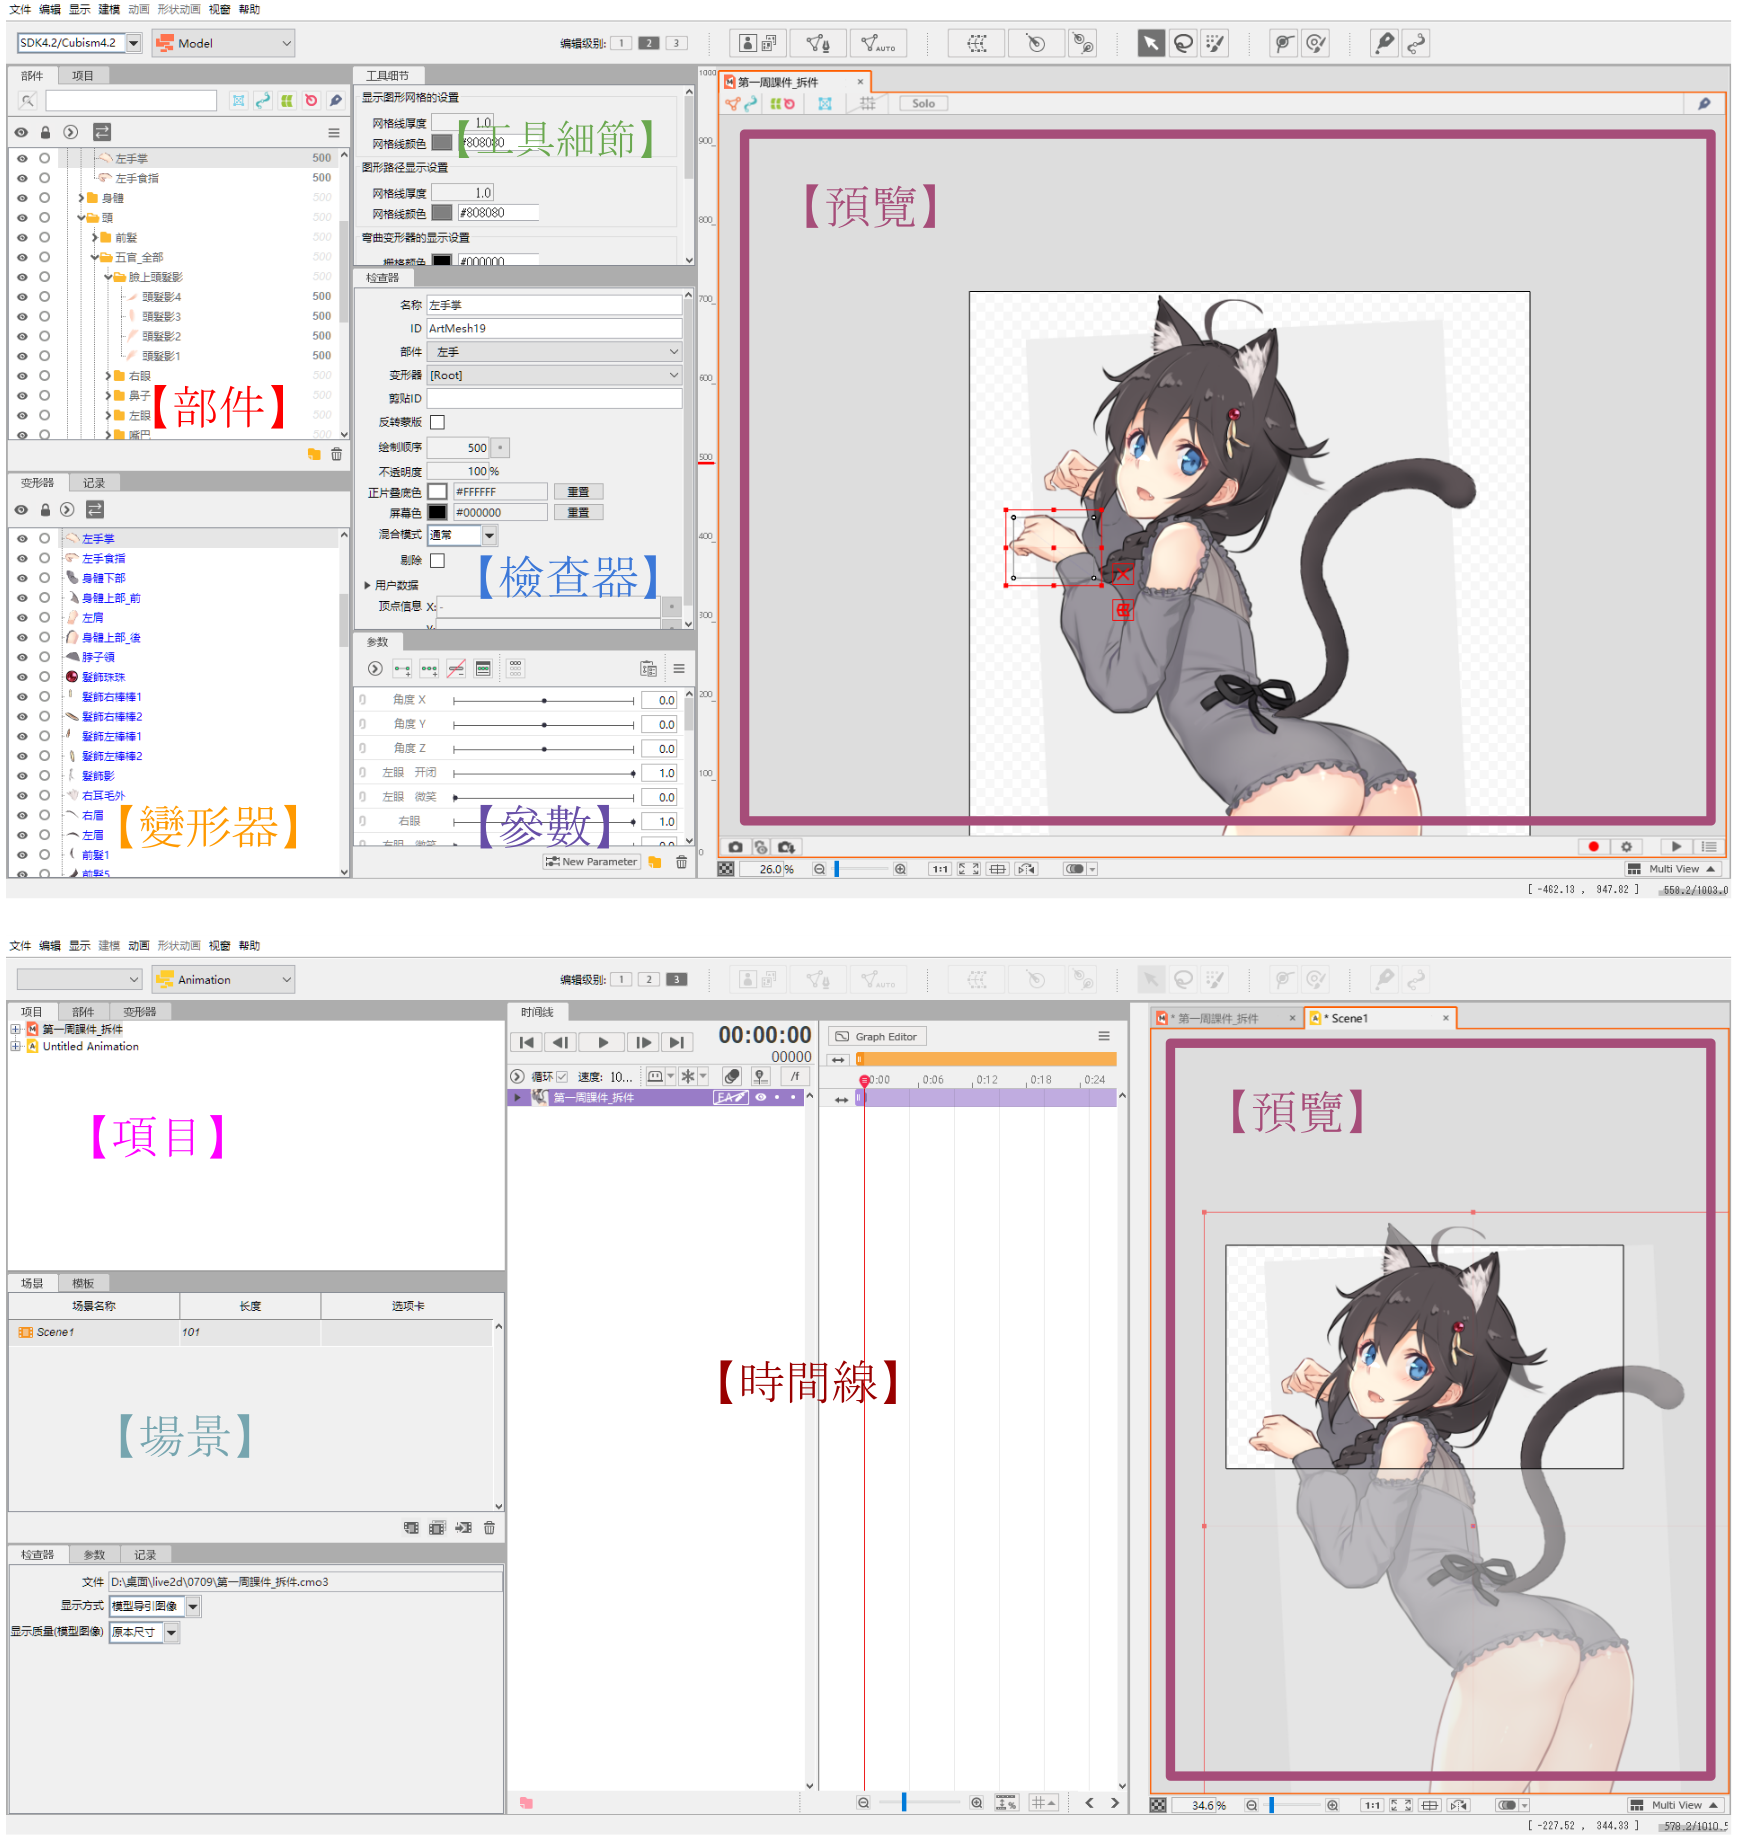 文件 编辑 显示 建模 动画 形状动画 视窗 帮助
SDK4.2/Cubism4.2 Model 编辑级别: 1 2 3 AUTO
部件 项目
左手掌 500
左手食指 500
身體 500
頭 500
前髮 500
五官_全部 500
臉上頭髮影 500
頭髮影4 500
頭髮影3 500
頭髮影2 500
頭髮影1 500
右眼 500
鼻子 500
左眼 500
嘴巴 500
【部件】
变形器 记录
左手掌
左手食指
身體下部
身體上部_前
左肩
身體上部_後
脖子領
髮飾珠珠
髮飾右棒棒1
髮飾右棒棒2
髮飾左棒棒1
髮飾左棒棒2
髮飾影
右耳毛外
右眉
左眉
前髮1
前髮5
【變形器】
工具细节
显示图形网格的设置
网格线厚度 1.0
网格线颜色 #808080
【工具細節】
图形路径显示设置
网格线厚度 1.0
网格线颜色 #808080
弯曲变形器的显示设置
栅格颜色 #000000
检查器
名称 左手掌
ID ArtMesh19
部件 左手
变形器 [Root]
剪贴ID
反转蒙版
绘制顺序 500
不透明度 100 %
正片叠底色 #FFFFFF 重置
屏幕色 #000000 重置
混合模式 通常
剔除
【檢查器】
用户数据
顶点信息 X: -
Y:
参数
角度 X 0.0
角度 Y 0.0
角度 Z 0.0
左眼 开闭 1.0
左眼 微笑 0.0
右眼 1.0
右眼 微笑 0.0
【參數】
New Parameter
第一周課件_拆件 ×
Solo
【預覽】
1000
900
800
700
600
500
400
300
200
100
0
26.0 % 1:1 Multi View
[ -462.13 , 947.82 ] 558.2/1003.0
文件 编辑 显示 建模 动画 形状动画 视窗 帮助
Animation 编辑级别: 1 2 3 AUTO
项目 部件 变形器
第一周課件_拆件
Untitled Animation
【項目】
场景 模板
场景名称 长度 选项卡
Scene1 101
【場景】
检查器 参数 记录
文件 D:\桌面\live2d\0709\第一周課件_拆件.cmo3
显示方式 模型导引图像
显示质量(模型图像) 原本尺寸
时间线
00:00:00
00000
循环 速度: 10... /f
第一周課件_拆件
Graph Editor
0:00 0:06 0:12 0:18 0:24
【時間線】
* 第一周課件_拆件 × * Scene1 ×
【預覽】
34.6 % 1:1 Multi View
[ -227.52 , 344.33 ] 578.2/1010.5